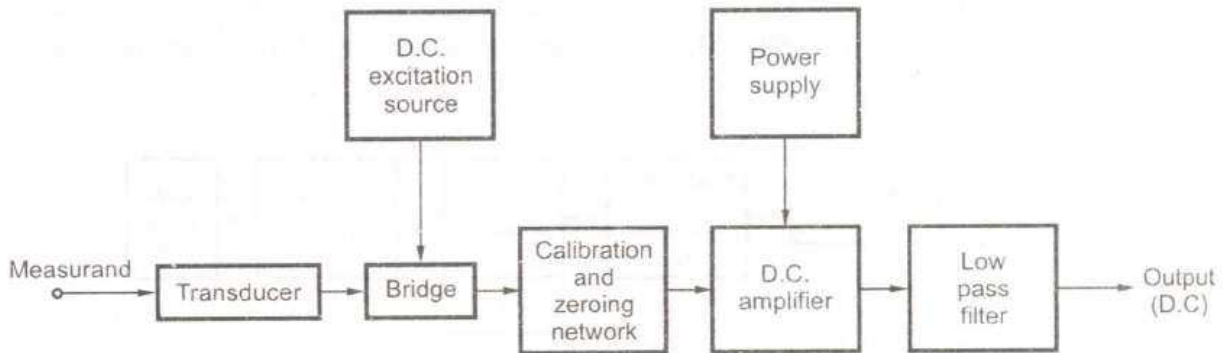 D.C.
excitation
source
Power
supply
Measurand
Transducer
Bridge
Calibration
and
zeroing
network
D.C.
amplifier
Low
pass
filter
Output
(D.C)